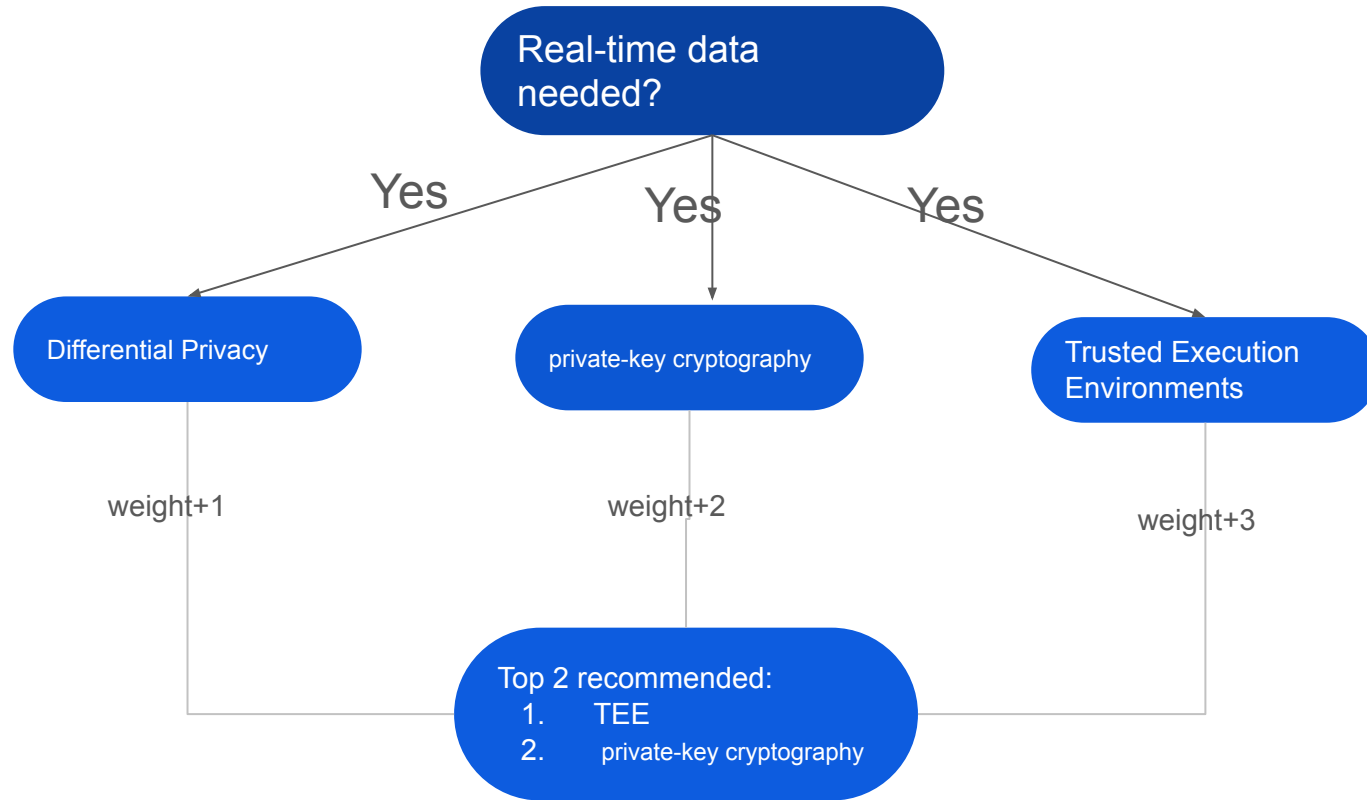 Real-time data
needed?
Yes
Yes
Yes
Differential Privacy
private-key cryptography
Trusted Execution
Environments
weight+1
weight+2
weight+3
Top 2 recommended:
1. TEE
2. private-key cryptography